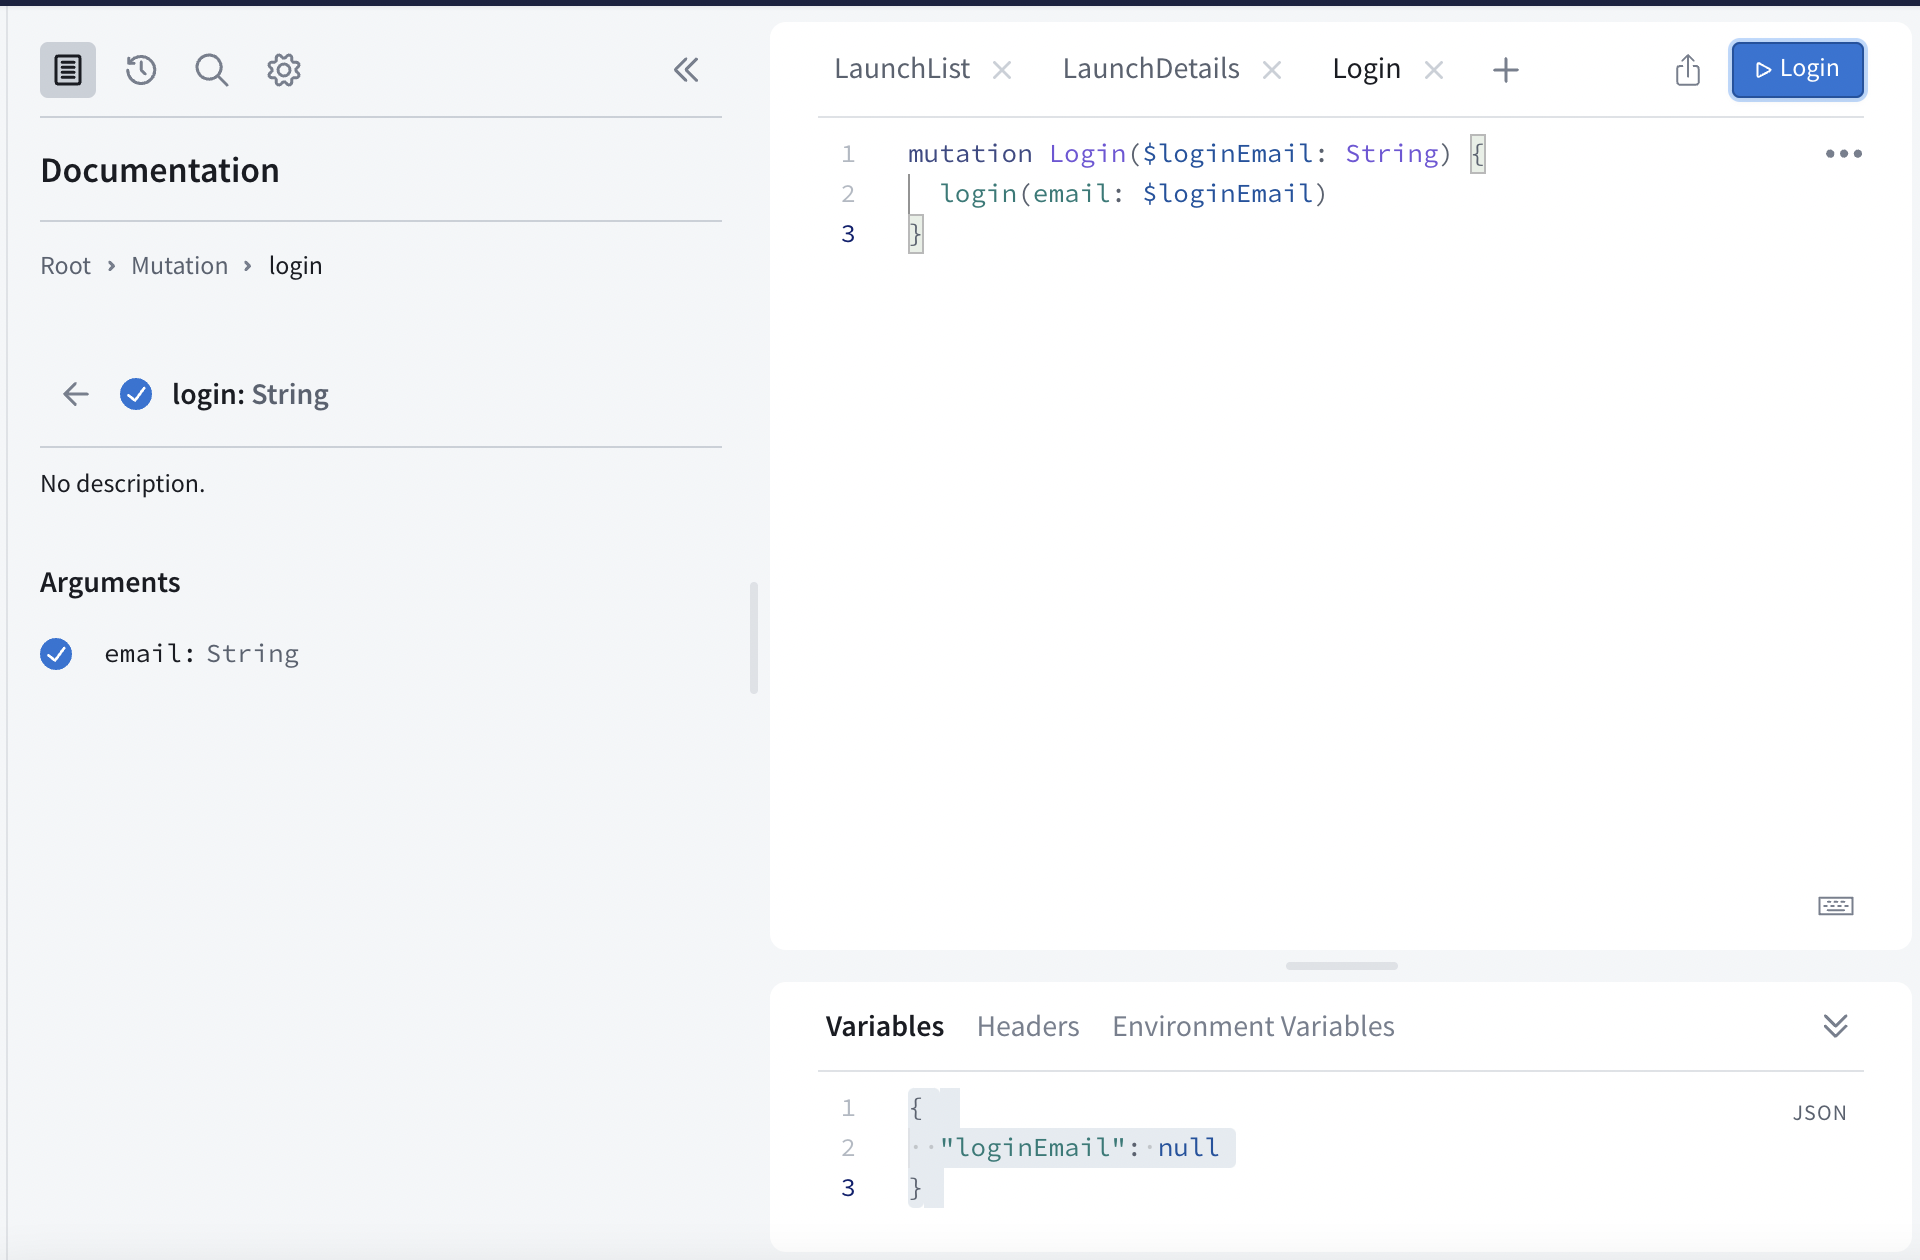 Documentation
Root › Mutation › login
login: String
No description.
Arguments
email: String
LaunchList LaunchDetails Login Login
1 mutation Login($loginEmail: String) {
2   login(email: $loginEmail)
3 }
Variables Headers Environment Variables
JSON
1 {
2 ··"loginEmail":·null
3 }